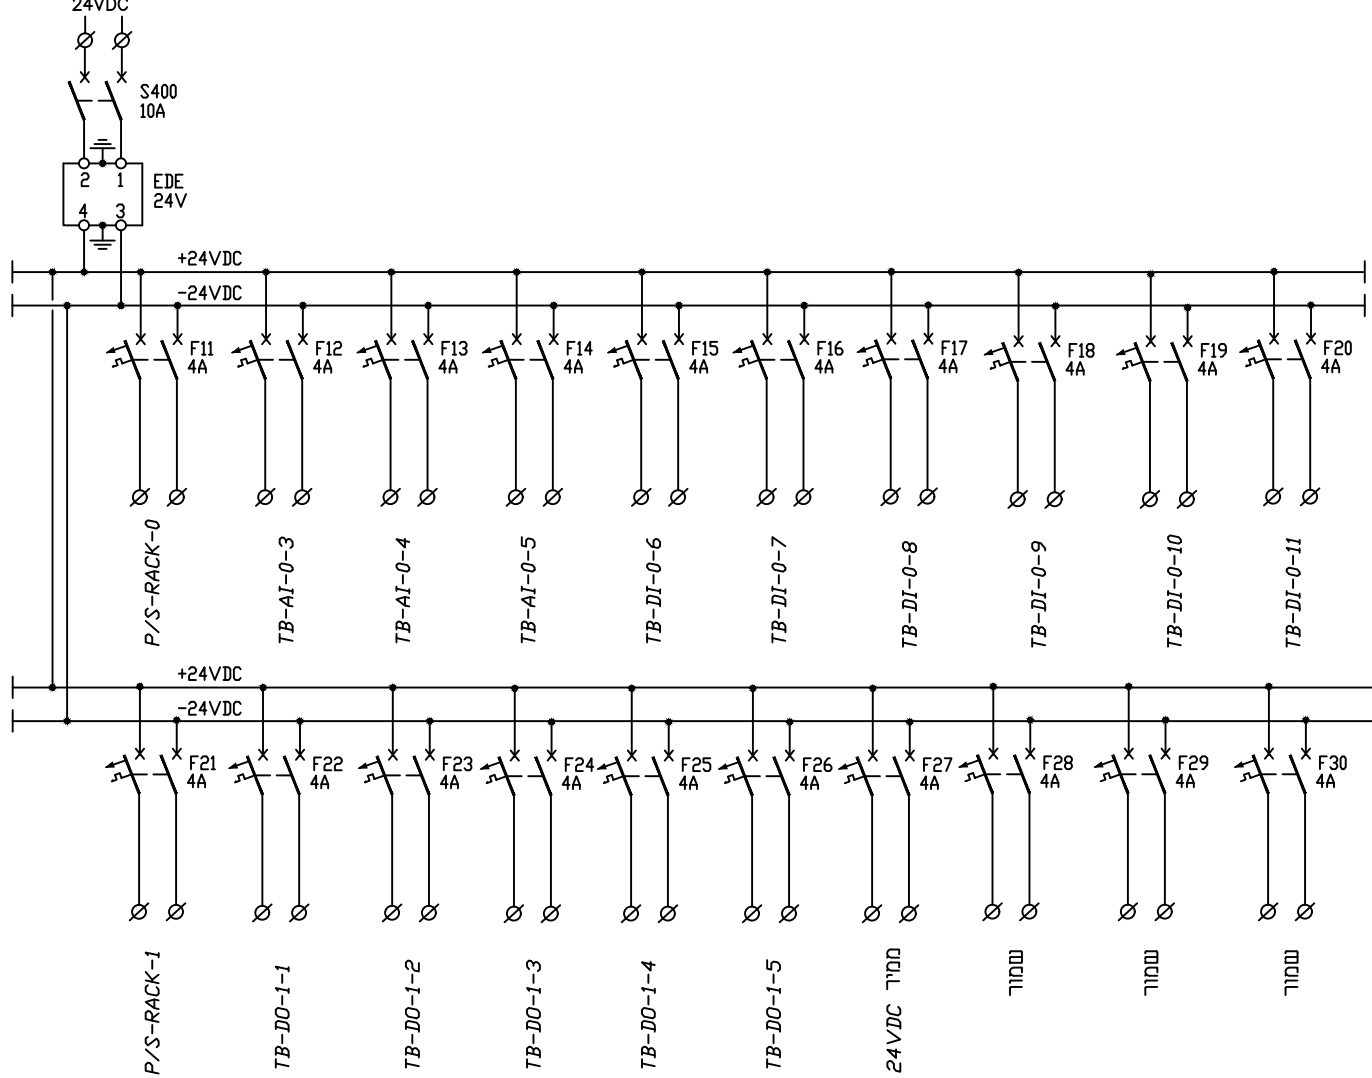 24VDC
S400
10A
2 1
EDE
24V
4 3
+24VDC
-24VDC
F11
4A
F12
4A
F13
4A
F14
4A
F15
4A
F16
4A
F17
4A
F18
4A
F19
4A
F20
4A
P/S-RACK-0
TB-AI-0-3
TB-AI-0-4
TB-AI-0-5
TB-DI-0-6
TB-DI-0-7
TB-DI-0-8
TB-DI-0-9
TB-DI-0-10
TB-DI-0-11
+24VDC
-24VDC
F21
4A
F22
4A
F23
4A
F24
4A
F25
4A
F26
4A
F27
4A
F28
4A
F29
4A
F30
4A
P/S-RACK-1
TB-DO-1-1
TB-DO-1-2
TB-DO-1-3
TB-DO-1-4
TB-DO-1-5
24VDC ממיר
שמור
שמור
שמור